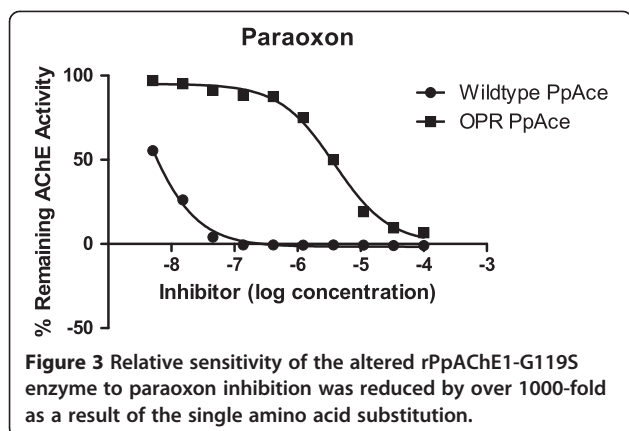 Paraoxon
100
50
0
-50
% Remaining AChE Activity
Wildtype PpAce
OPR PpAce
-8 -7 -6 -5 -4 -3
Inhibitor (log concentration)
Figure 3 Relative sensitivity of the altered rPpAChE1-G119S
enzyme to paraoxon inhibition was reduced by over 1000-fold
as a result of the single amino acid substitution.